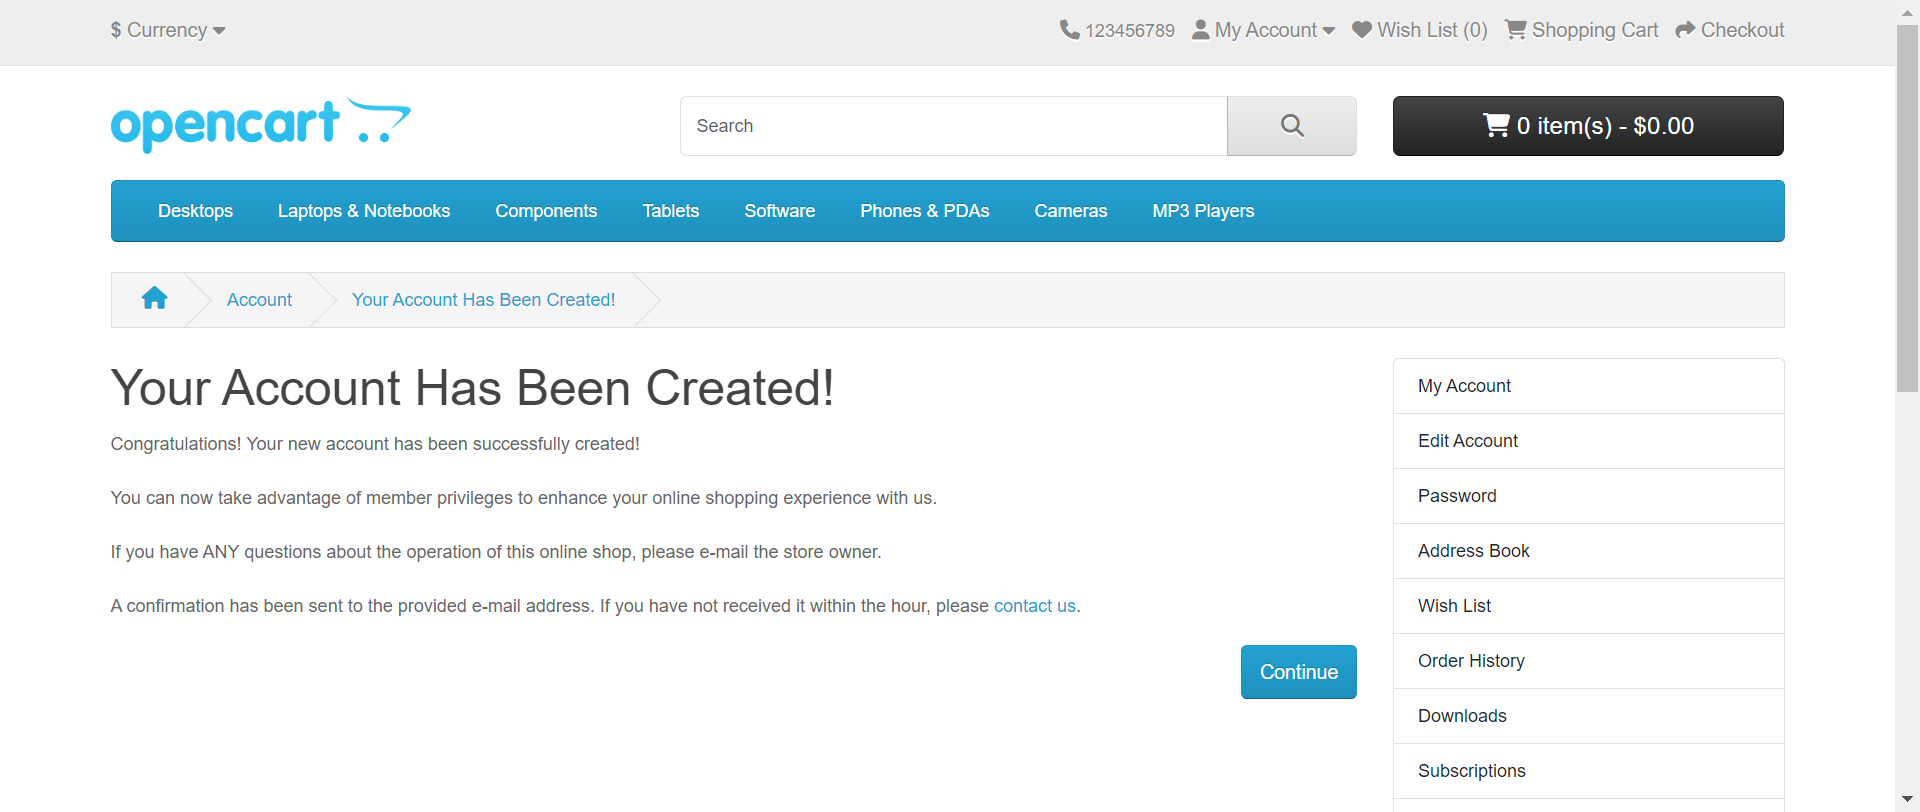 $ Currency
123456789 My Account Wish List (0) Shopping Cart Checkout
opencart
Search
0 item(s) - $0.00
Desktops Laptops & Notebooks Components Tablets Software Phones & PDAs Cameras MP3 Players
Account Your Account Has Been Created!
Your Account Has Been Created!
Congratulations! Your new account has been successfully created!
You can now take advantage of member privileges to enhance your online shopping experience with us.
If you have ANY questions about the operation of this online shop, please e-mail the store owner.
A confirmation has been sent to the provided e-mail address. If you have not received it within the hour, please contact us.
Continue
My Account
Edit Account
Password
Address Book
Wish List
Order History
Downloads
Subscriptions